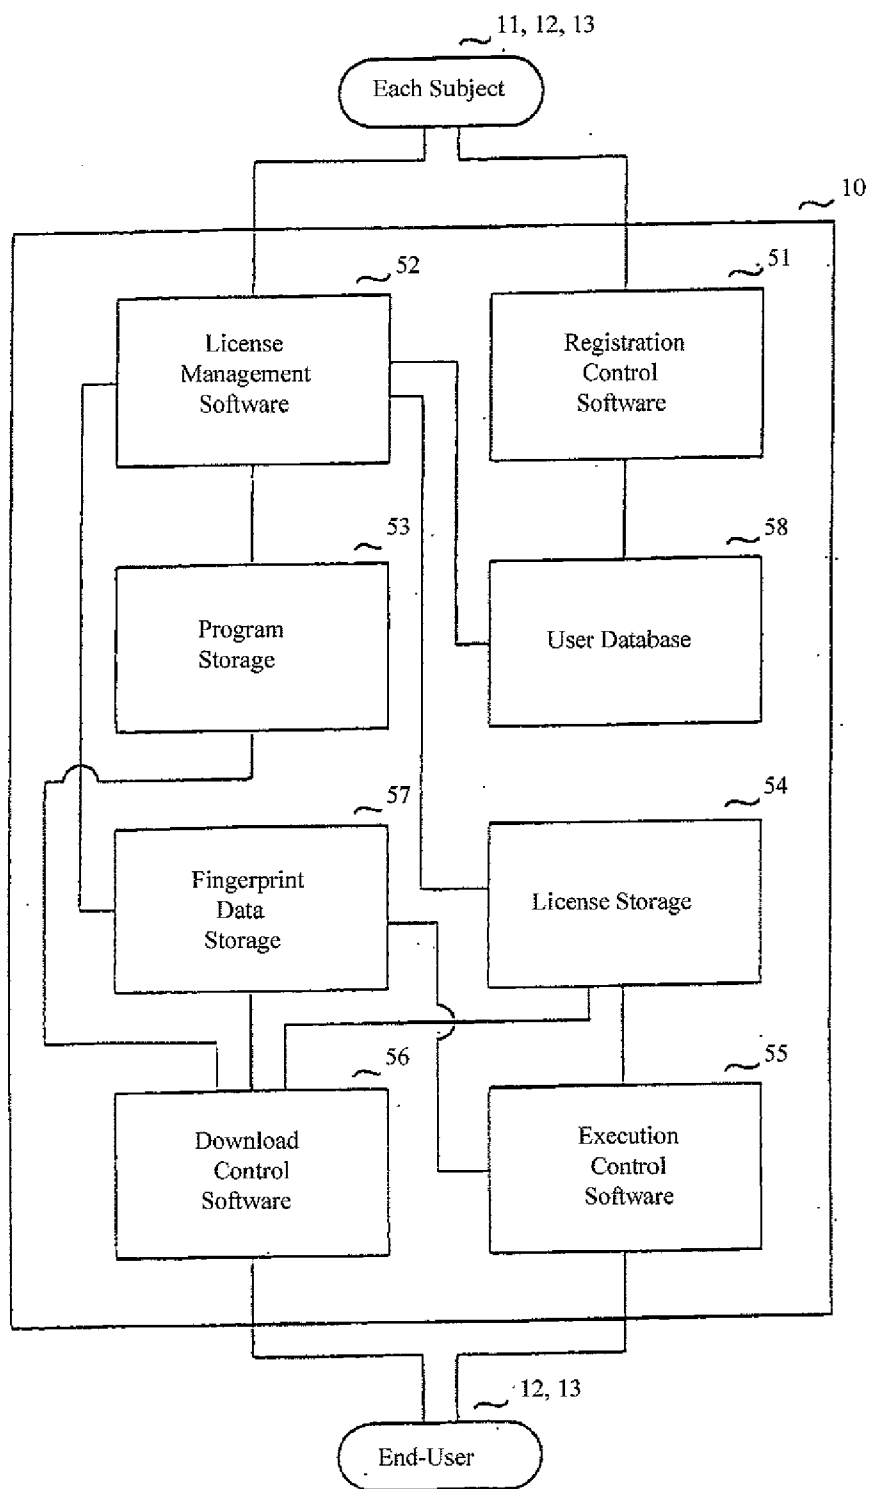 11, 12, 13
Each Subject
10
52
51
License
Management
Software
Registration
Control
Software
53
58
Program
Storage
User Database
57
54
Fingerprint
Data
Storage
License Storage
56
55
Download
Control
Software
Execution
Control
Software
12, 13
End-User